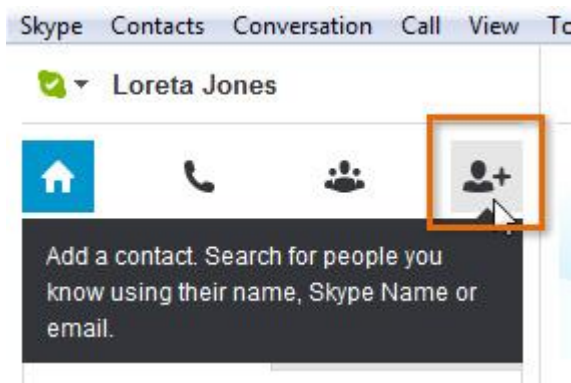 Skype Contacts Conversation Call View
Loreta Jones
Add a contact. Search for people you
know using their name, Skype Name or
email.